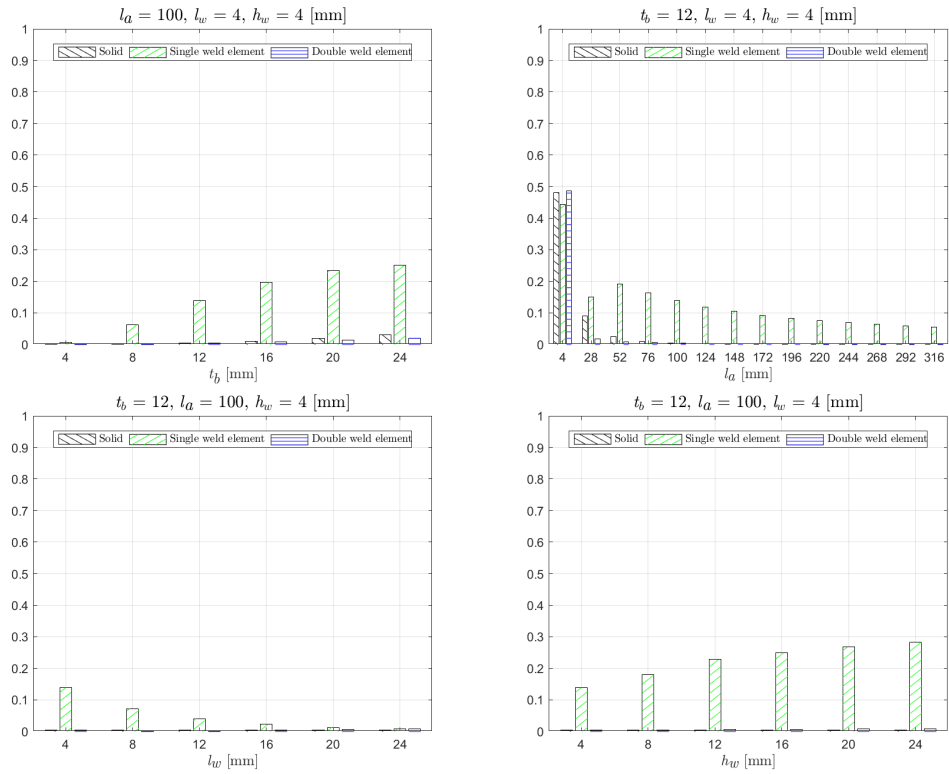 l_a = 100, l_w = 4, h_w = 4 [mm]
1
0.9
0.8
0.7
0.6
0.5
0.4
0.3
0.2
0.1
0
Solid Single weld element Double weld element
4 8 12 16 20 24
t_b [mm]
t_b = 12, l_w = 4, h_w = 4 [mm]
1
0.9
0.8
0.7
0.6
0.5
0.4
0.3
0.2
0.1
0
Solid Single weld element Double weld element
4 28 52 76 100 124 148 172 196 220 244 268 292 316
l_a [mm]
t_b = 12, l_a = 100, h_w = 4 [mm]
1
0.9
0.8
0.7
0.6
0.5
0.4
0.3
0.2
0.1
0
Solid Single weld element Double weld element
4 8 12 16 20 24
l_w [mm]
t_b = 12, l_a = 100, l_w = 4 [mm]
1
0.9
0.8
0.7
0.6
0.5
0.4
0.3
0.2
0.1
0
Solid Single weld element Double weld element
4 8 12 16 20 24
h_w [mm]